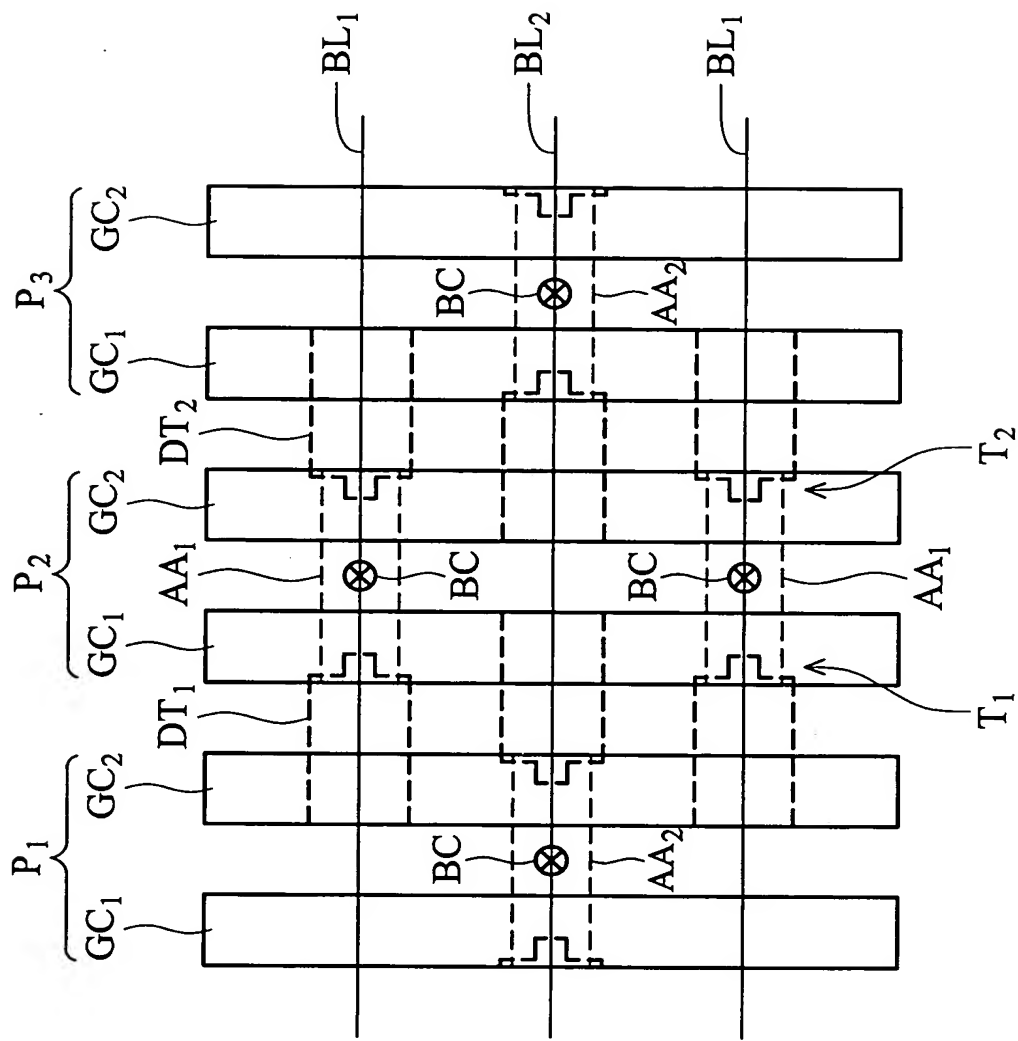 P₁ P₂ P₃
GC₁ GC₂ GC₁ GC₂ GC₁ GC₂
BL₁
DT₁ AA₁ DT₂
BC
BC BC BL₂
AA₂ AA₂
BC
BL₁
AA₁
T₁ T₂